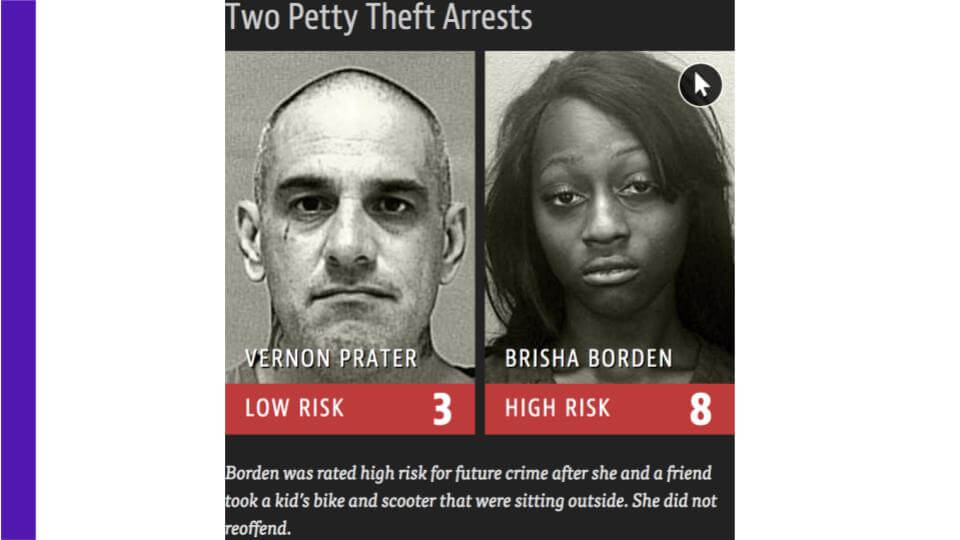 Two Petty Theft Arrests
VERNON PRATER
BRISHA BORDEN
LOW RISK 3
HIGH RISK 8
Borden was rated high risk for future crime after she and a friend
took a kid's bike and scooter that were sitting outside. She did not
reoffend.